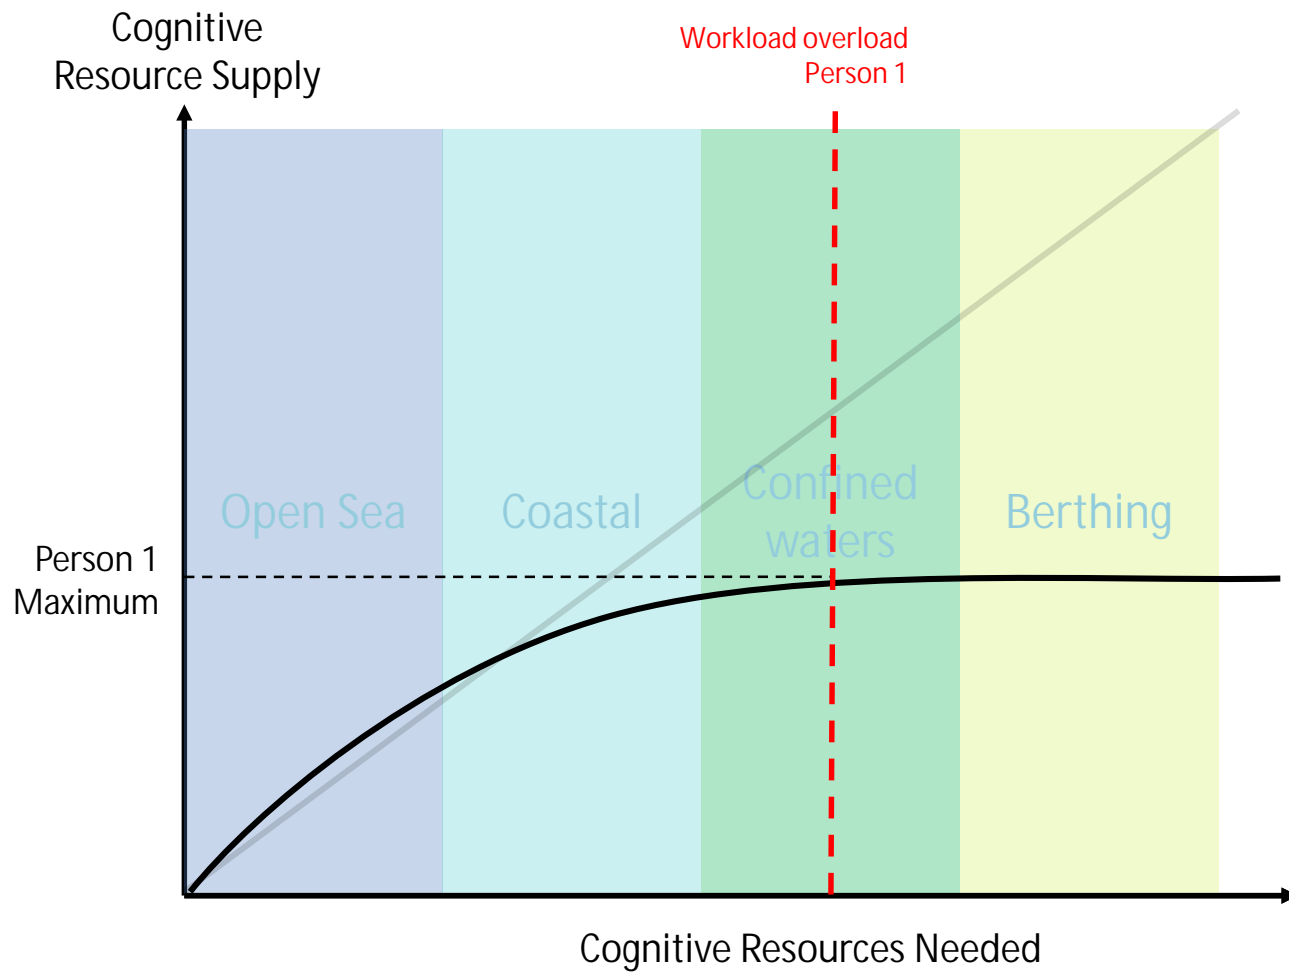 Cognitive
Resource Supply
Workload overload
Person 1
Open Sea
Coastal
Confined
waters
Berthing
Person 1
Maximum
Cognitive Resources Needed